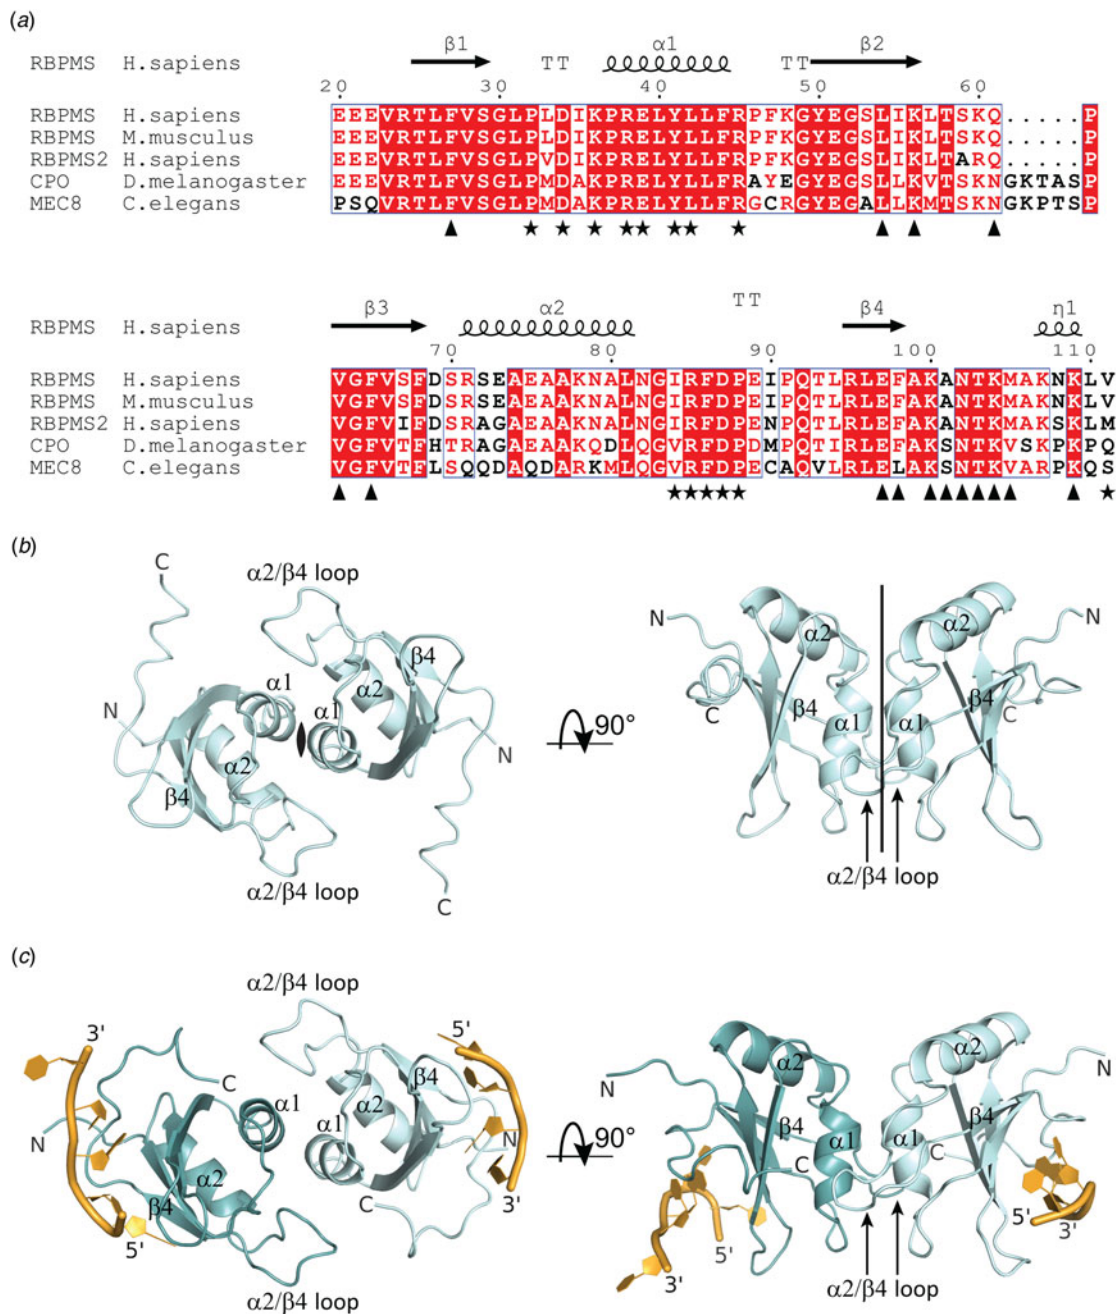 (a)
β1 TT α1 TT β2
RBPMS H.sapiens
20 30 40 50 60
RBPMS H.sapiens EEEVRTLFVSGLPLDIKPRELYLLFRPFKGYEGSLIKLTSKQ.....P
RBPMS M.musculus EEEVRTLFVSGLPLDIKPRELYLLFRPFKGYEGSLIKLTSKQ.....P
RBPMS2 H.sapiens EEEVRTLFVSGLPVDIKPRELYLLFRPFKGYEGSLIKLTARQ.....P
CPO D.melanogaster EEEVRTLFVSGLPMDAKPRELYLLFRAYEGYEGSLLKVTSKNGKTASP
MEC8 C.elegans PSQVRTLFVSGLPMDAKPRELYLLFRGCRGYEGALLKMTSKNGKPTSP
β3 α2 TT β4 η1
RBPMS H.sapiens
70 80 90 100 110
RBPMS H.sapiens VGFVSFDSRSEAEAAKNALNGIRFDPEIPQTLRLEFAKANTKMAKNKLV
RBPMS M.musculus VGFVSFDSRSEAEAAKNALNGIRFDPEIPQTLRLEFAKANTKMAKNKLV
RBPMS2 H.sapiens VGFVIFDSRAGAEAAKNALNGIRFDPENPQTLRLEFAKANTKMAKSKLM
CPO D.melanogaster VGFVTFHTRAGAEAAKQDLQGVRFDPDMPQTIRLEFAKSNTKVSKPKPQ
MEC8 C.elegans VGFVTFLSQQDAQDARKMLQGVRFDPECAQVLRLELAKSNTKVARPKQS
(b)
C
α2/β4 loop
β4
α1
α2
α1
N
α2
β4
N
α2/β4 loop
C
90°
N
α2
α2
N
C
β4
α1
α1
β4
C
α2/β4 loop
(c)
α2/β4 loop
3'
5'
C
α1
β4
α2
N
α1
N
α2
β4
C
3'
5'
α2/β4 loop
90°
N
α2
α2
N
β4
α1
α1
β4
C
C
5'
3'
5'
3'
α2/β4 loop